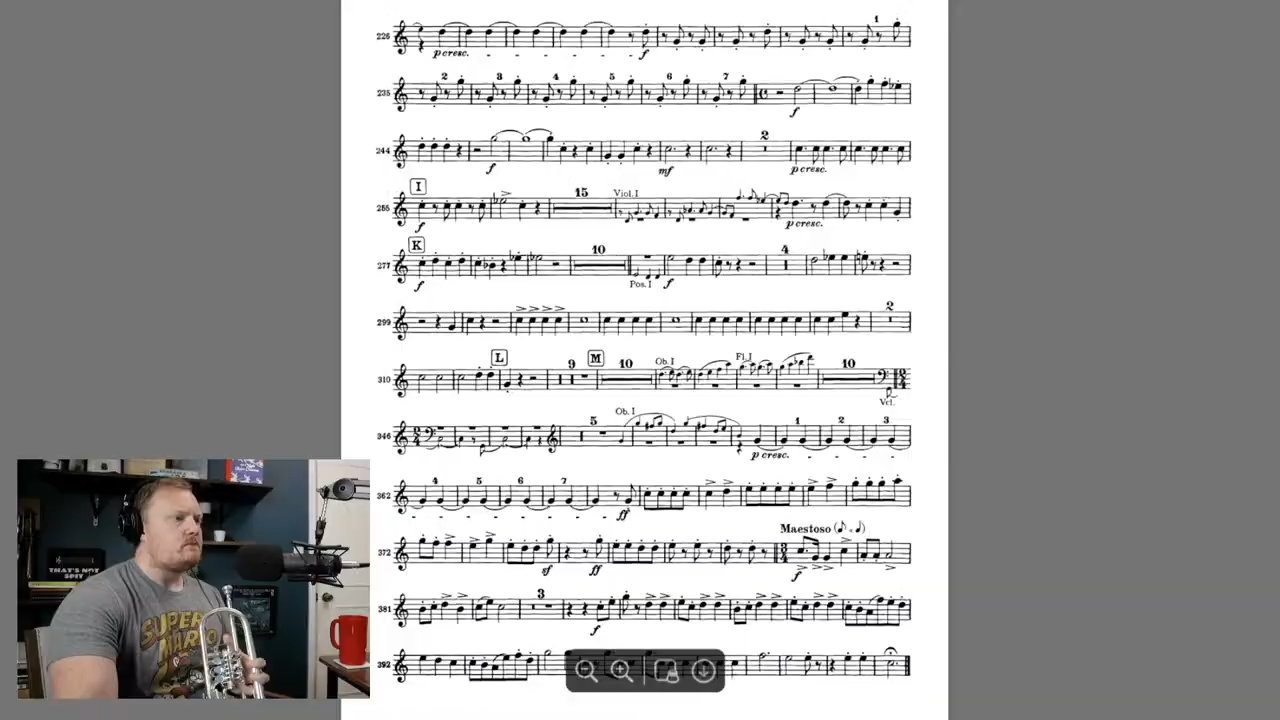 226
p cresc.
f
1
235
2 3 4 5 6 7
f
244
2
f
mf
p cresc.
I
255
15
Viol. I
f
p cresc.
K
277
10
4
f
Pos. I
f
299
2
L
M
310
9
10
Ob. I
Fl. I
10
Vcl.
346
5
Ob. I
1 2 3
p cresc.
362
4 5 6 7
ff
Maestoso
372
sf
ff
f
381
3
f
392
THAT'S NOT
SPIT
SUPER
MARIO